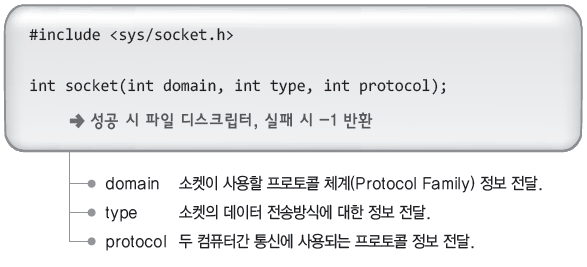 #include <sys/socket.h>
int socket(int domain, int type, int protocol);
➔ 성공 시 파일 디스크립터, 실패 시 -1 반환
domain 소켓이 사용할 프로토콜 체계(Protocol Family) 정보 전달.
type 소켓의 데이터 전송방식에 대한 정보 전달.
protocol 두 컴퓨터간 통신에 사용되는 프로토콜 정보 전달.